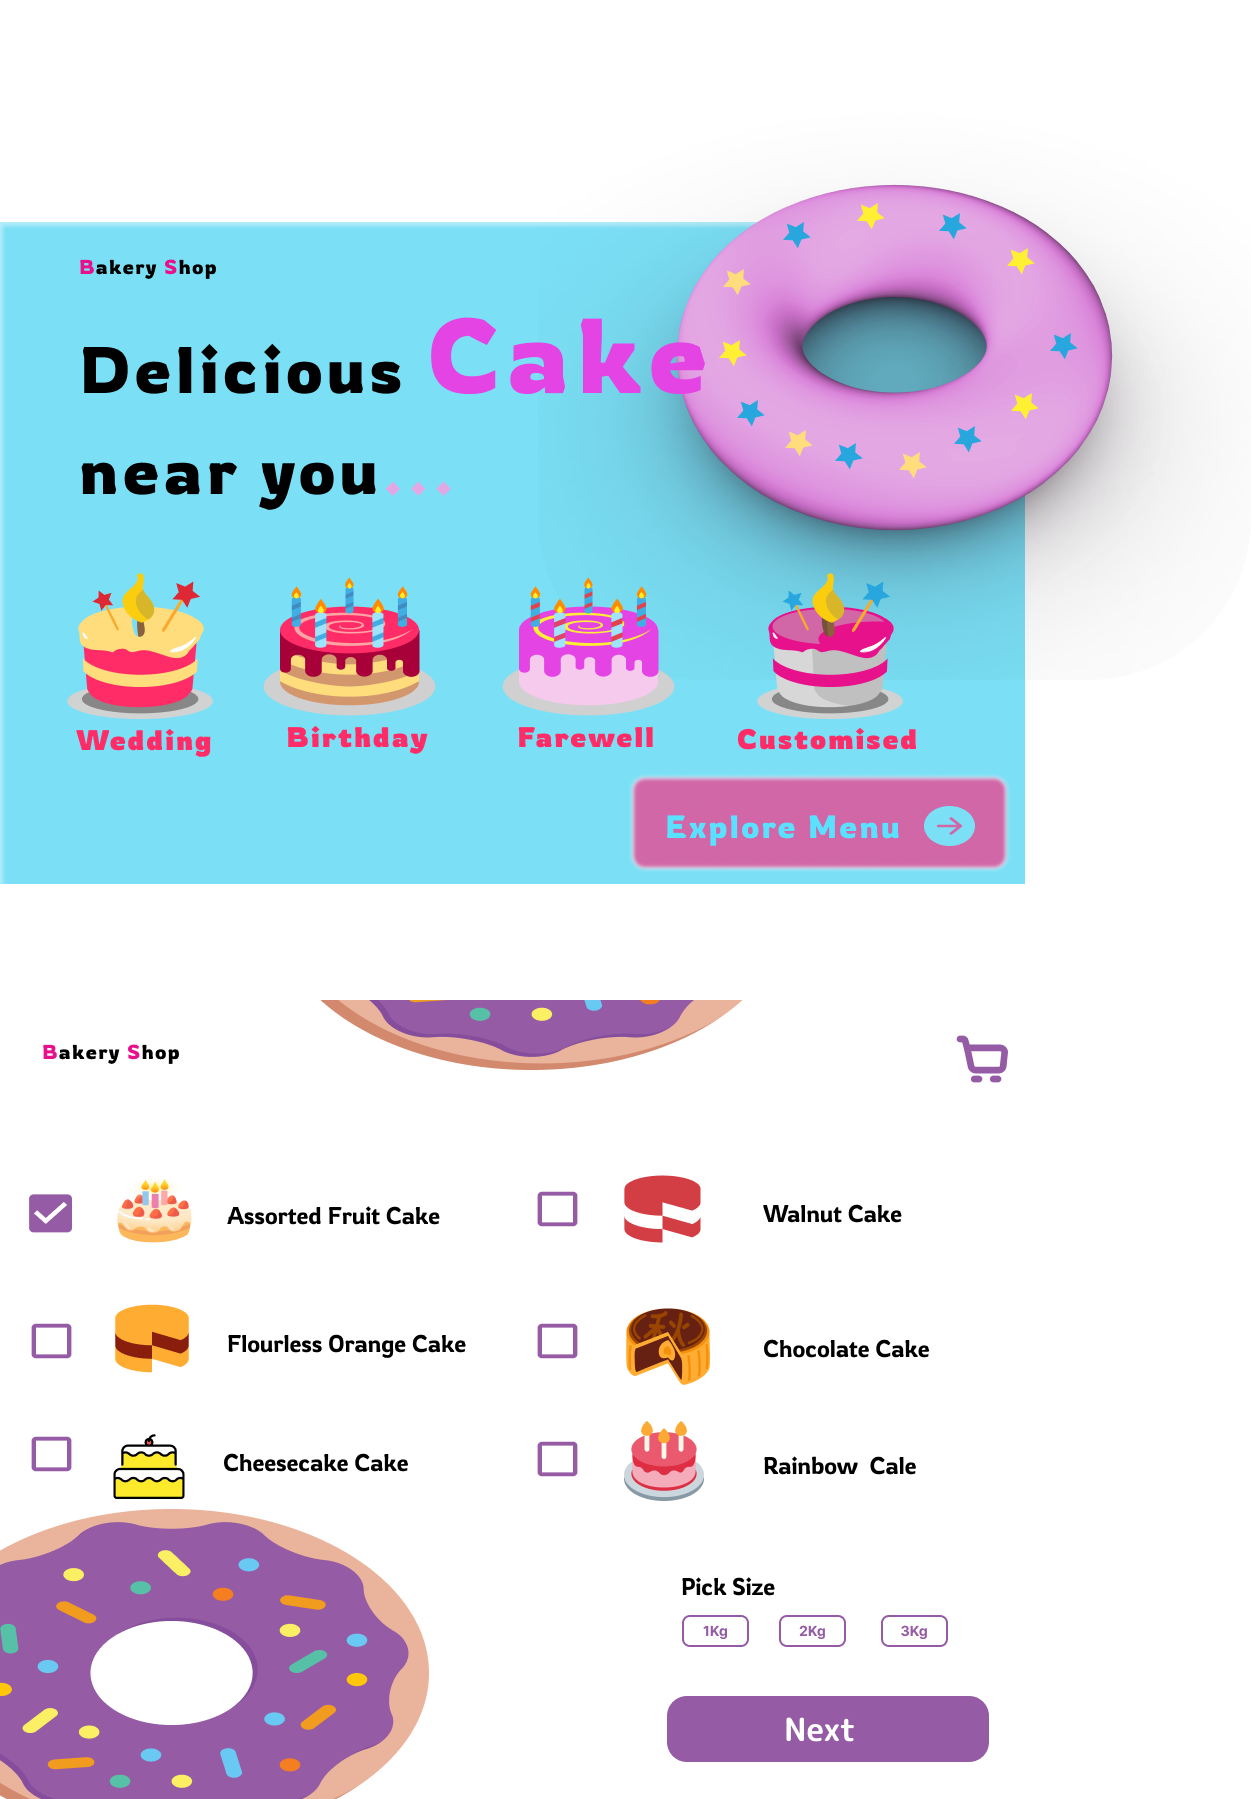 Bakery Shop
Delicious Cake
near you...
Wedding
Birthday
Farewell
Customised
Explore Menu
Bakery Shop
Assorted Fruit Cake
Walnut Cake
Flourless Orange Cake
秋
Chocolate Cake
Cheesecake Cake
Rainbow Cale
Pick Size
1Kg
2Kg
3Kg
Next